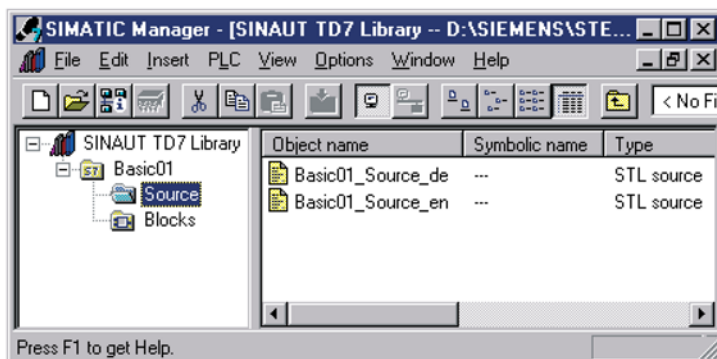 SIMATIC Manager - [SINAUT TD7 Library -- D:\SIEMENS\STE...
File Edit Insert PLC View Options Window Help
< No Fi
SINAUT TD7 Library
Basic01
Source
Blocks
Object name Symbolic name Type
Basic01_Source_de --- STL source
Basic01_Source_en --- STL source
Press F1 to get Help.